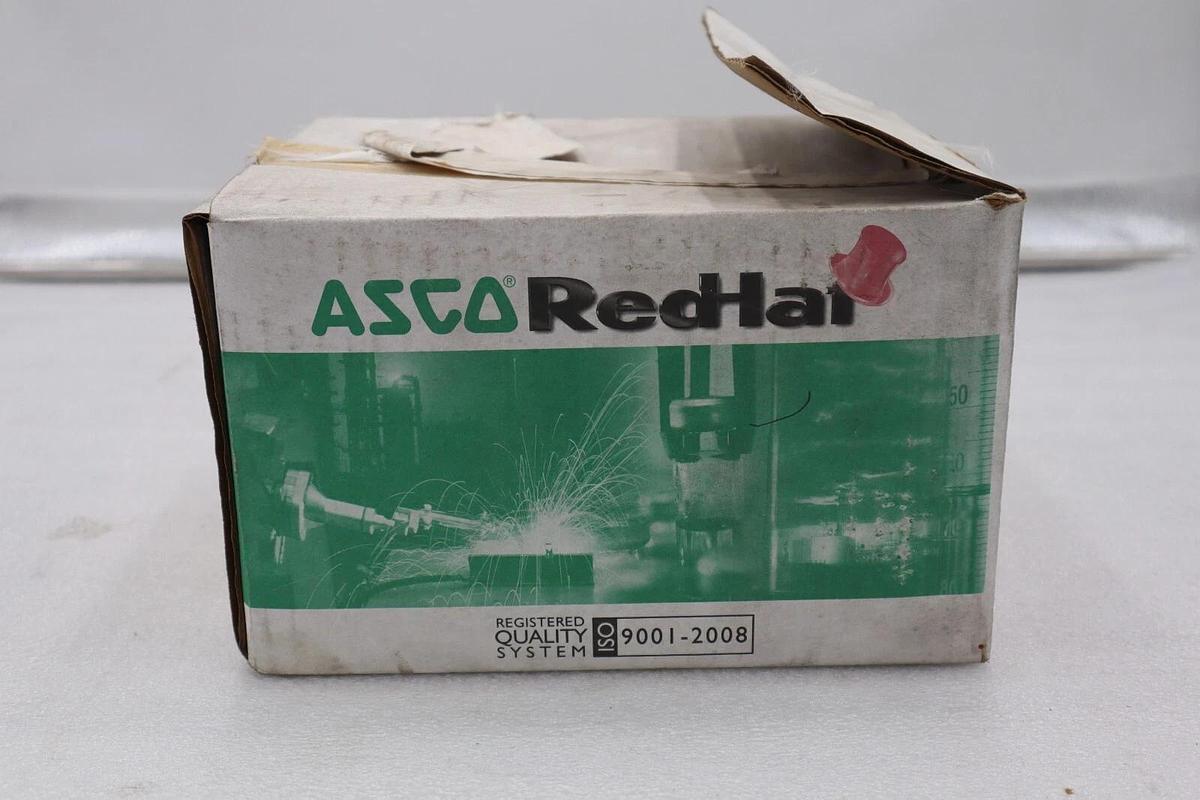 ASCO® RedHat
50
REGISTERED
QUALITY
SYSTEM
ISO 9001-2008